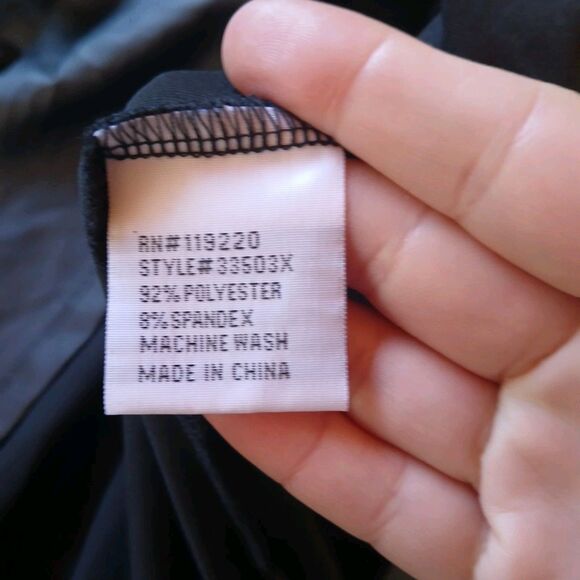 RN#119220
STYLE#33503X
92%POLYESTER
8%SPANDEX
MACHINE WASH
MADE IN CHINA